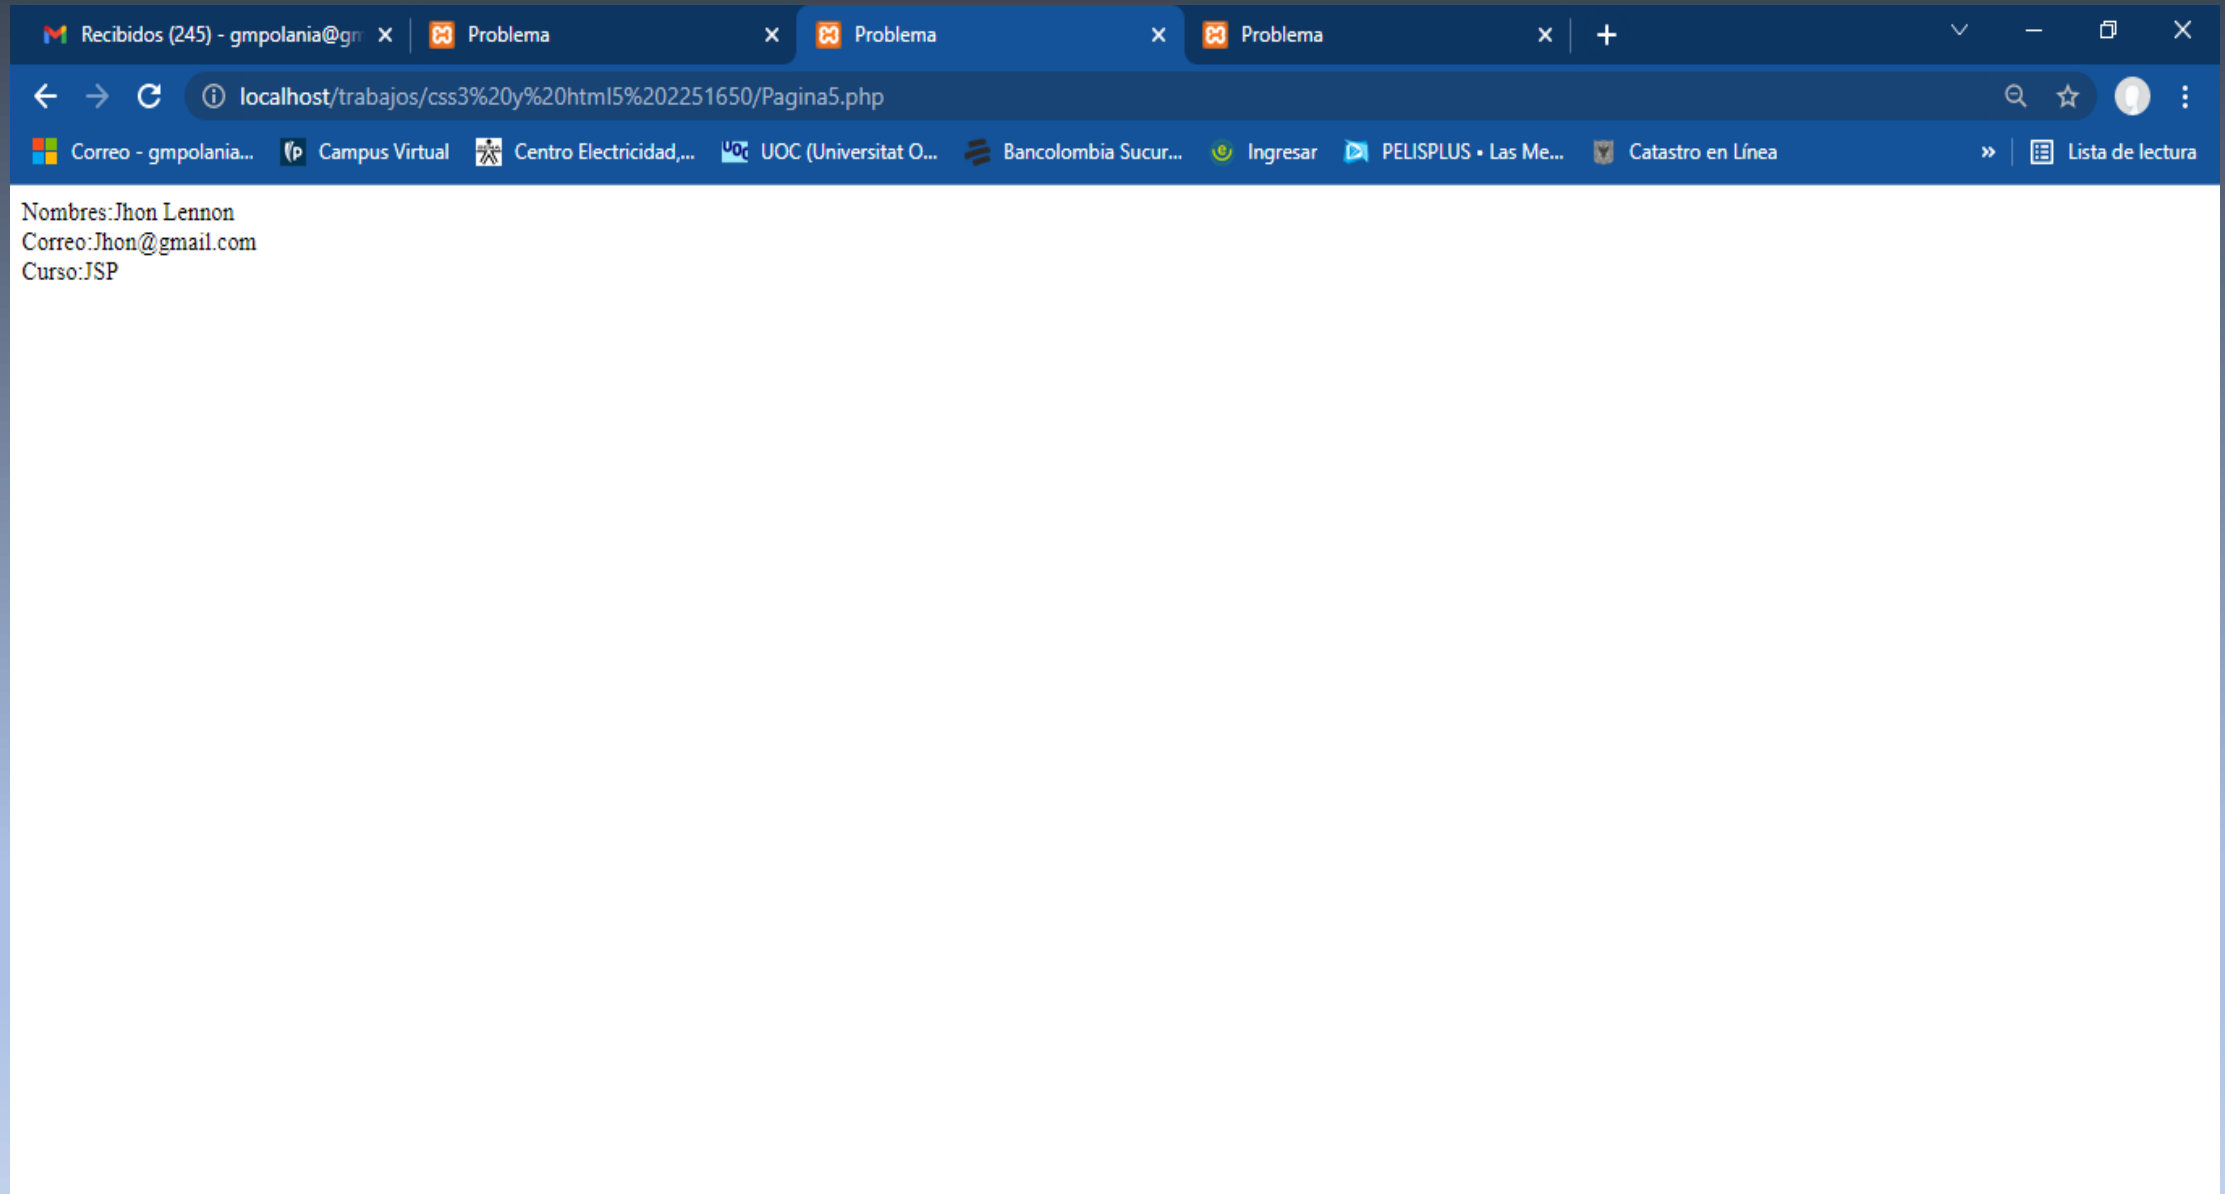 Recibidos (245) - gmpolania@gm
Problema
Problema
Problema
localhost/trabajos/css3%20y%20html5%202251650/Pagina5.php
Correo - gmpolania...
Campus Virtual
Centro Electricidad,...
UOC (Universitat O...
Bancolombia Sucur...
Ingresar
PELISPLUS • Las Me...
Catastro en Línea
»
Lista de lectura
Nombres:Jhon Lennon
Correo:Jhon@gmail.com
Curso:JSP